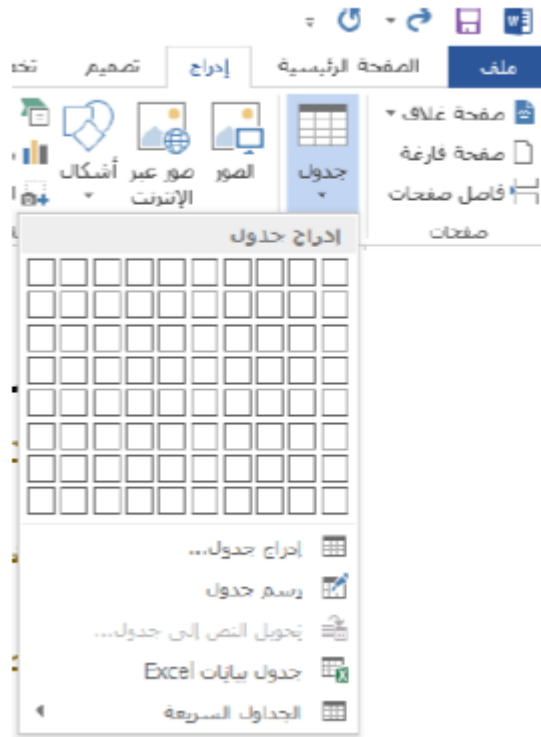 ملف الصفحة الرئيسية إدراج تصميم
صفحة غلاف
صفحة فارغة
فاصل صفحات
صفحات
جدول
الصور
صور عبر الإنترنت
أشكال
إدراج جدول
إدراج جدول...
رسم جدول
تحويل النص إلى جدول...
جدول بيانات Excel
الجداول السريعة